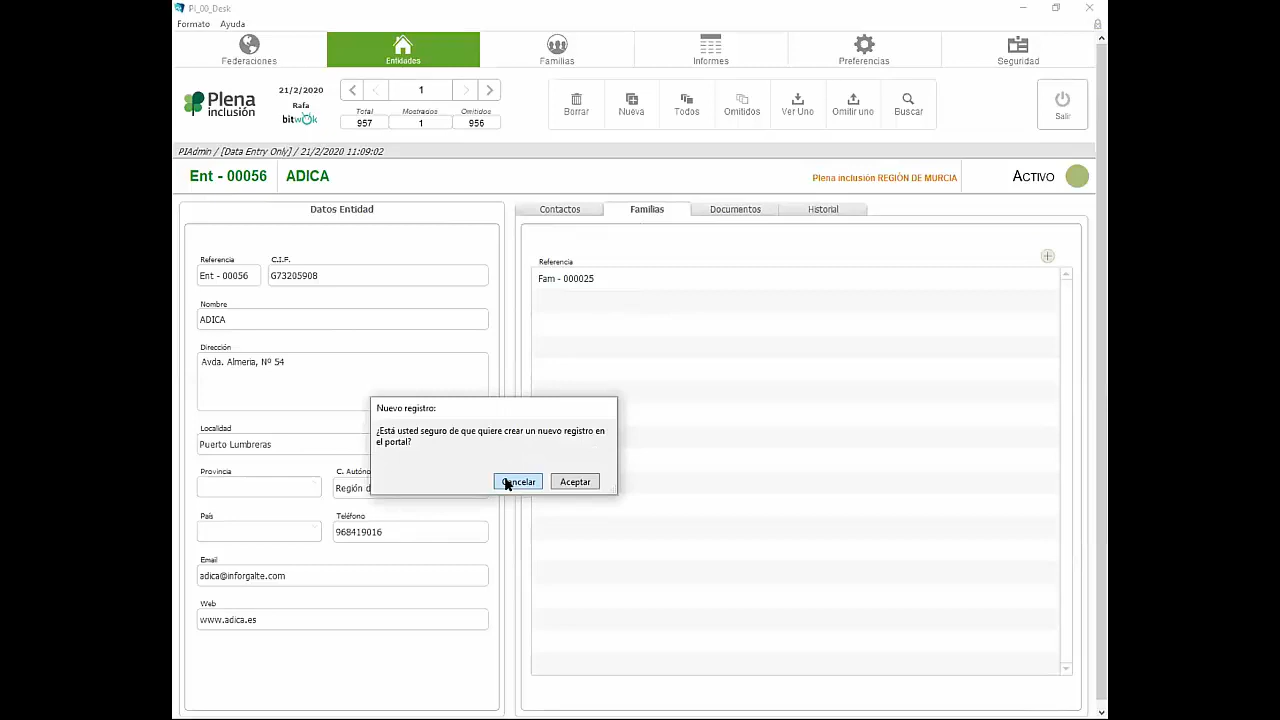 PI_00_Desk
Formato Ayuda
Federaciones
Entidades
Familias
Informes
Preferencias
Seguridad
Plena inclusión
21/2/2020
Rafa
bitwok
1
Total Mostrados Omitidos
957 1 956
Borrar
Nueva
Todos
Omitidos
Ver Uno
Omitir uno
Buscar
Salir
PIAdmin / [Data Entry Only] / 21/2/2020 11:09:02
Ent - 00056 ADICA
Plena inclusión REGIÓN DE MURCIA
ACTIVO
Datos Entidad
Referencia C.I.F.
Ent - 00056 G73205908
Nombre
ADICA
Dirección
Avda. Almeria, Nº 54
Localidad
Puerto Lumbreras
Provincia C. Autóno
Región d
País Teléfono
968419016
Email
adica@inforgalte.com
Web
www.adica.es
Contactos Familias Documentos Historial
Referencia
Fam - 000025
Nuevo registro:
¿Está usted seguro de que quiere crear un nuevo registro en
el portal?
Cancelar Aceptar